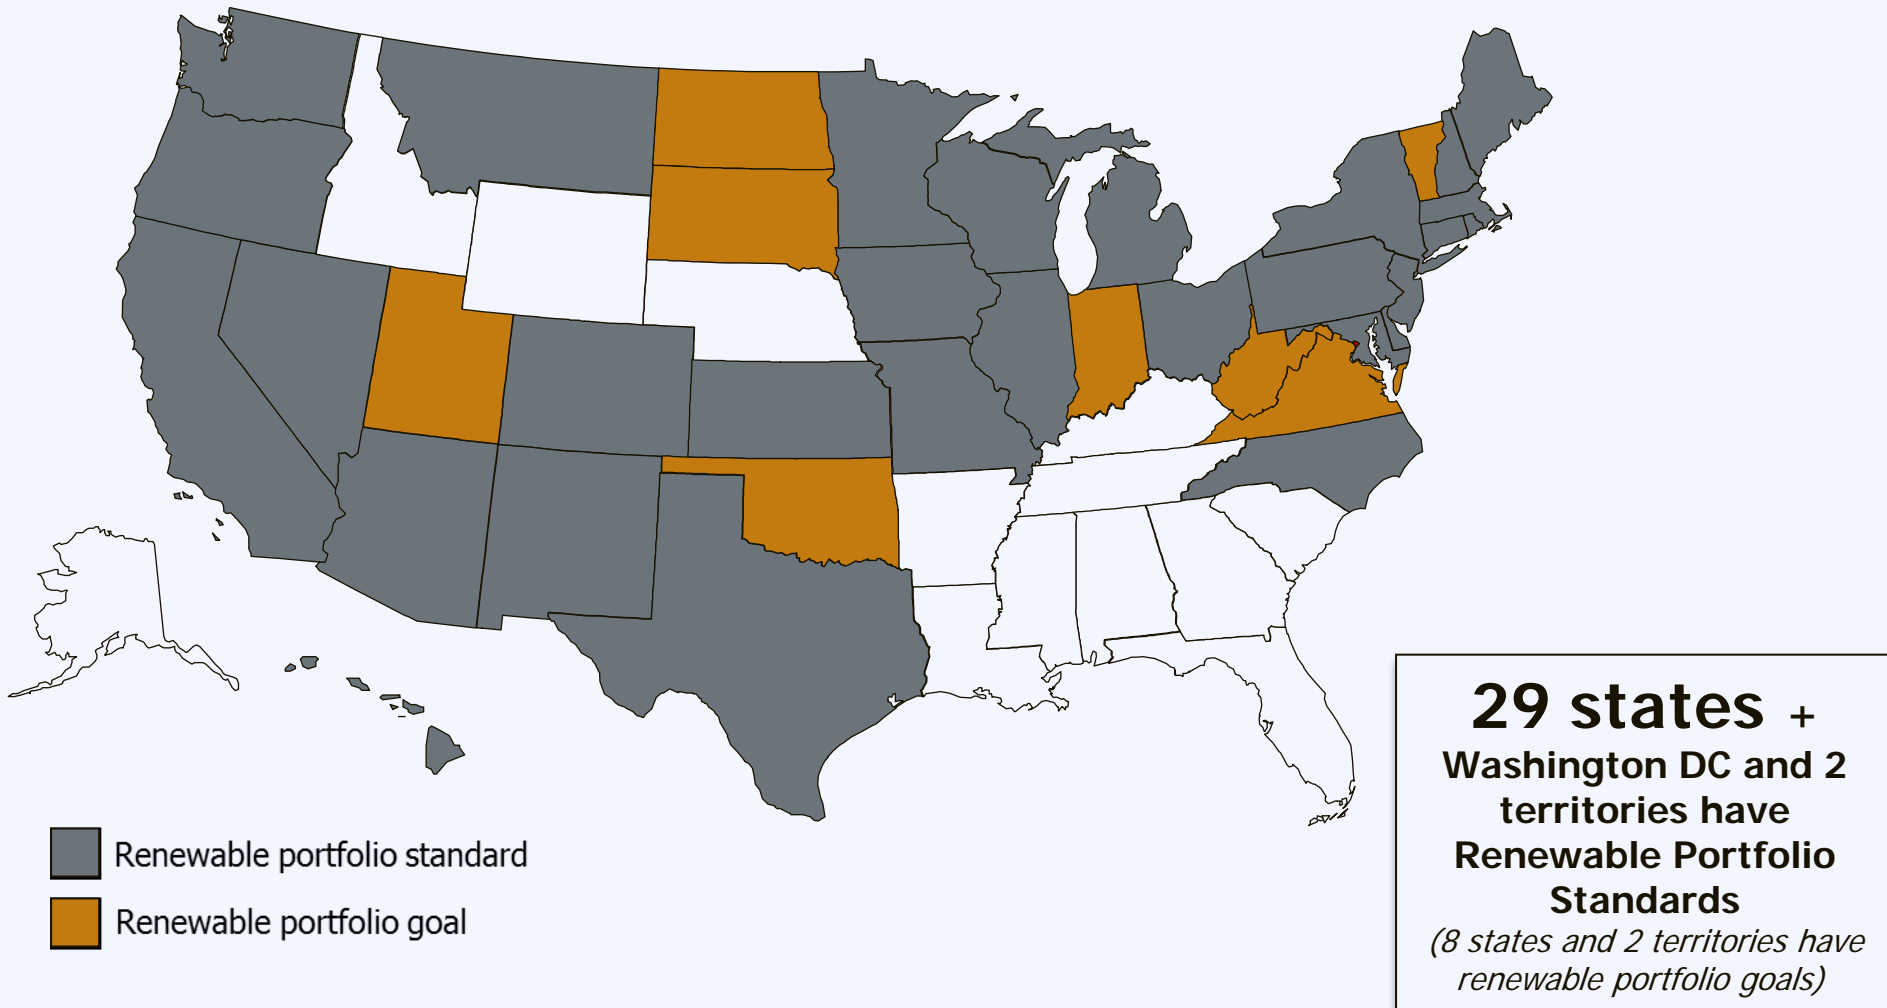 Renewable portfolio standard
Renewable portfolio goal
29 states +
Washington DC and 2
territories have
Renewable Portfolio
Standards
(8 states and 2 territories have
renewable portfolio goals)